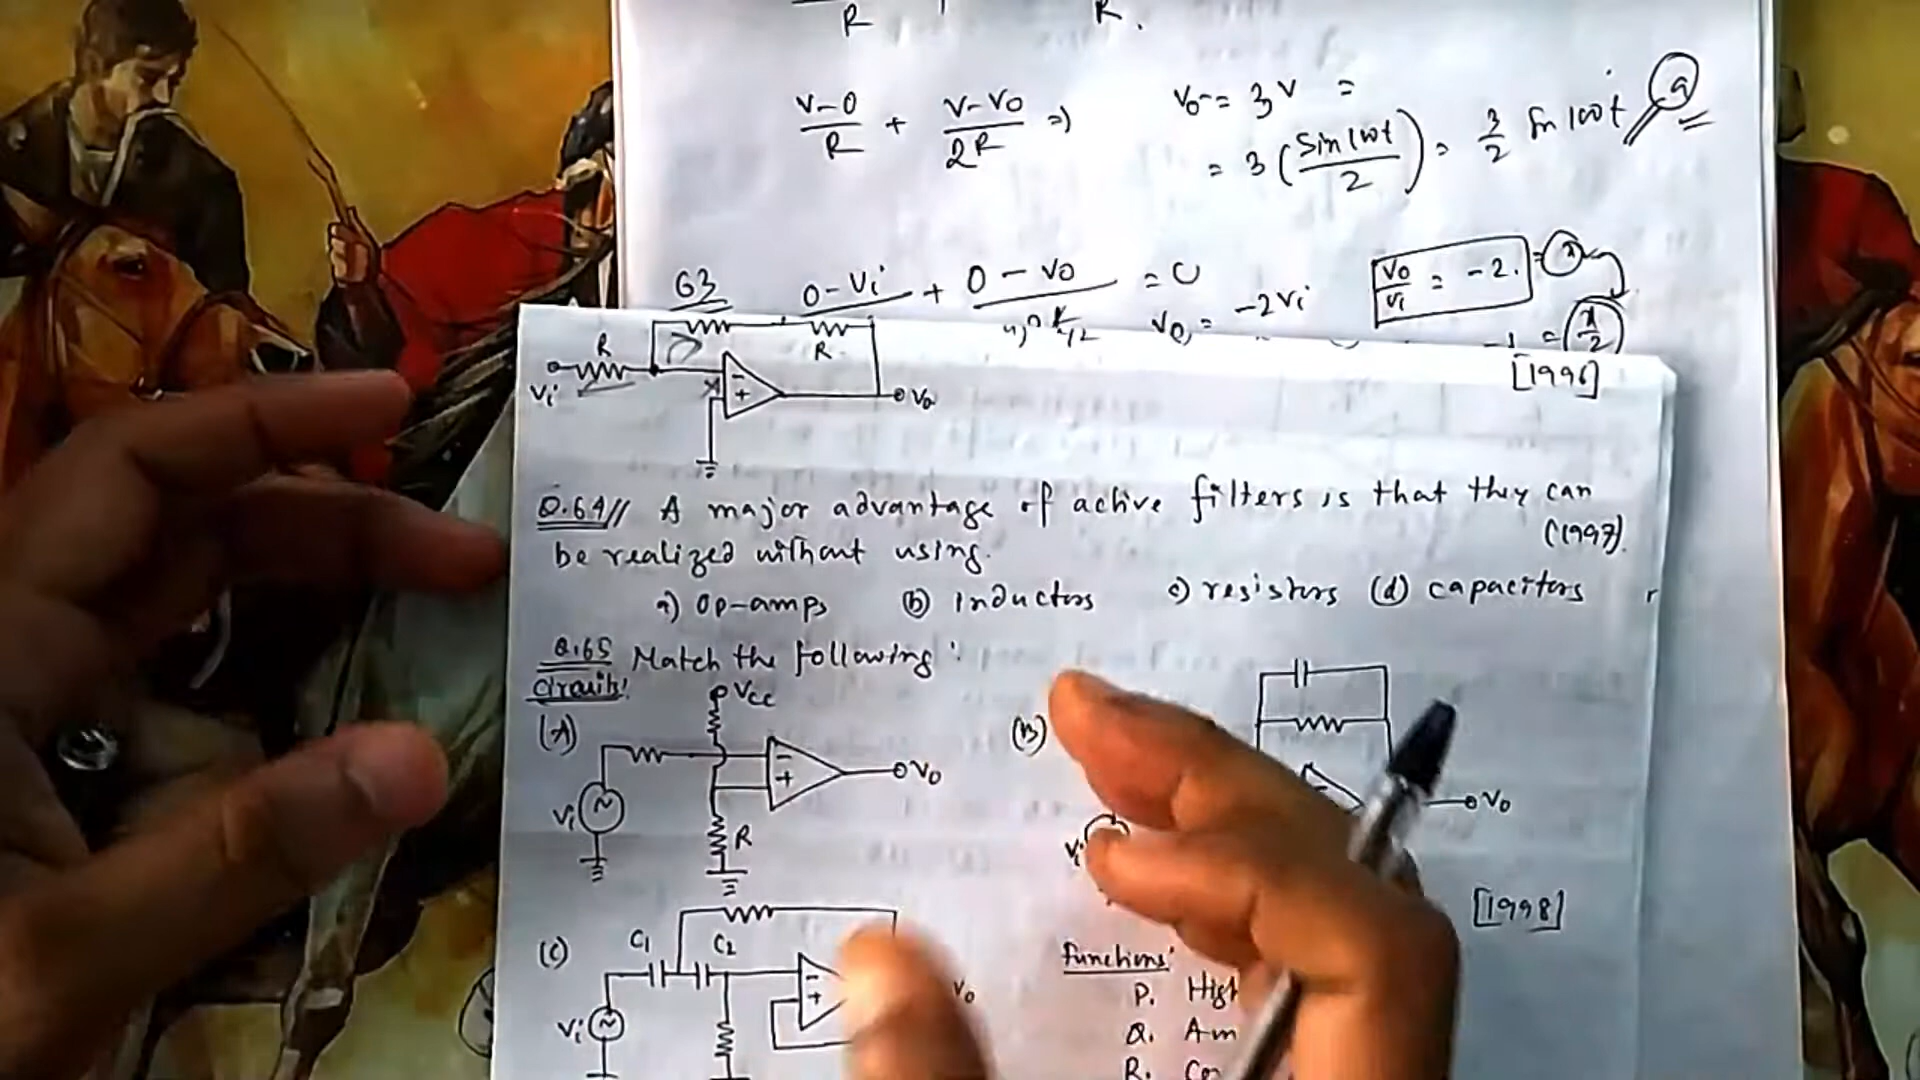 R R.
V-0/R + V-V0/2R => V0 = 3V =
= 3(Sin100t/2) = 3/2 Sin 100t (a)
63 0-Vi + 0-V0 = 0 V0/Vi = -2.
V0 = -2Vi
R R
Vi - + V0 [1996]
Q.64// A major advantage of active filters is that they can
be realized without using. (1997).
a) Op-amps (b) Inductors c) resistors (d) capacitors
Q.65 Match the following:
Circuits:
(A) Vcc - + V0 Vi R
(B) V0 Vi
[1998]
(C) C1 C2 - + V0 Vi
Functions:
P. High
Q. Am
R. Co